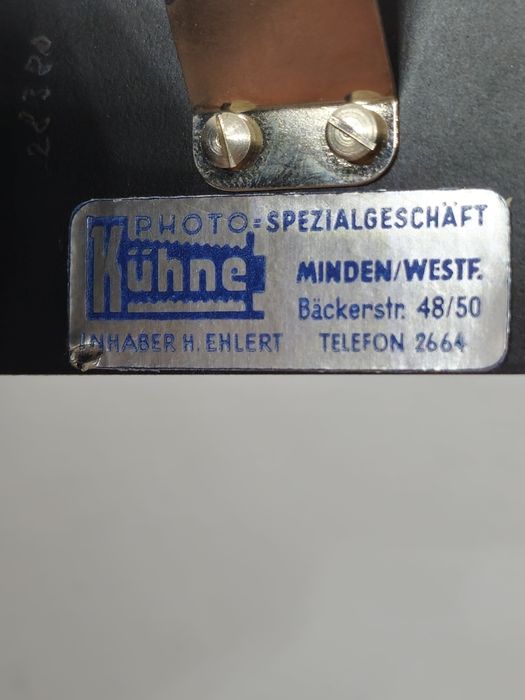 PHOTO=SPEZIALGESCHÄFT
Kühne
MINDEN/WESTF.
Bäckerstr. 48/50
INHABER H. EHLERT TELEFON 2664